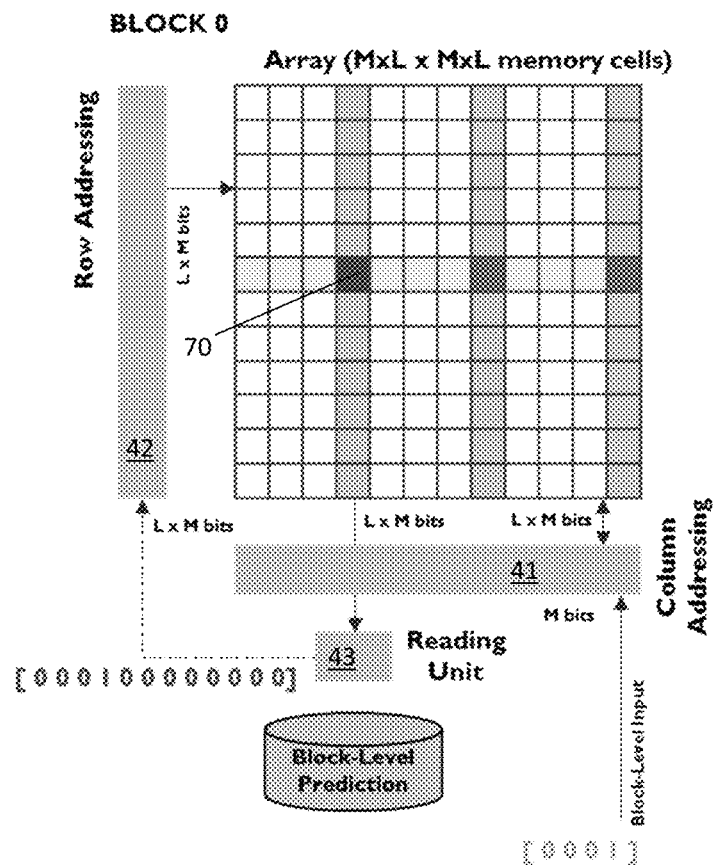 BLOCK 0
Array (MxL x MxL memory cells)
Row Addressing
L x M bits
70
42
L x M bits
L x M bits
L x M bits
41
Column
Addressing
M bits
43
Reading
Unit
[ 0 0 0 1 0 0 0 0 0 0 0 0]
Block-Level
Prediction
Block-Level Input
[ 0 0 0 1 ]